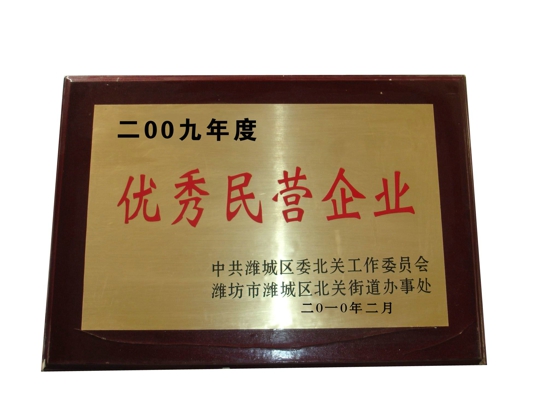 二00九年度
优秀民营企业
中共潍城区委北关工作委员会
潍坊市潍城区北关街道办事处
二0一0年二月